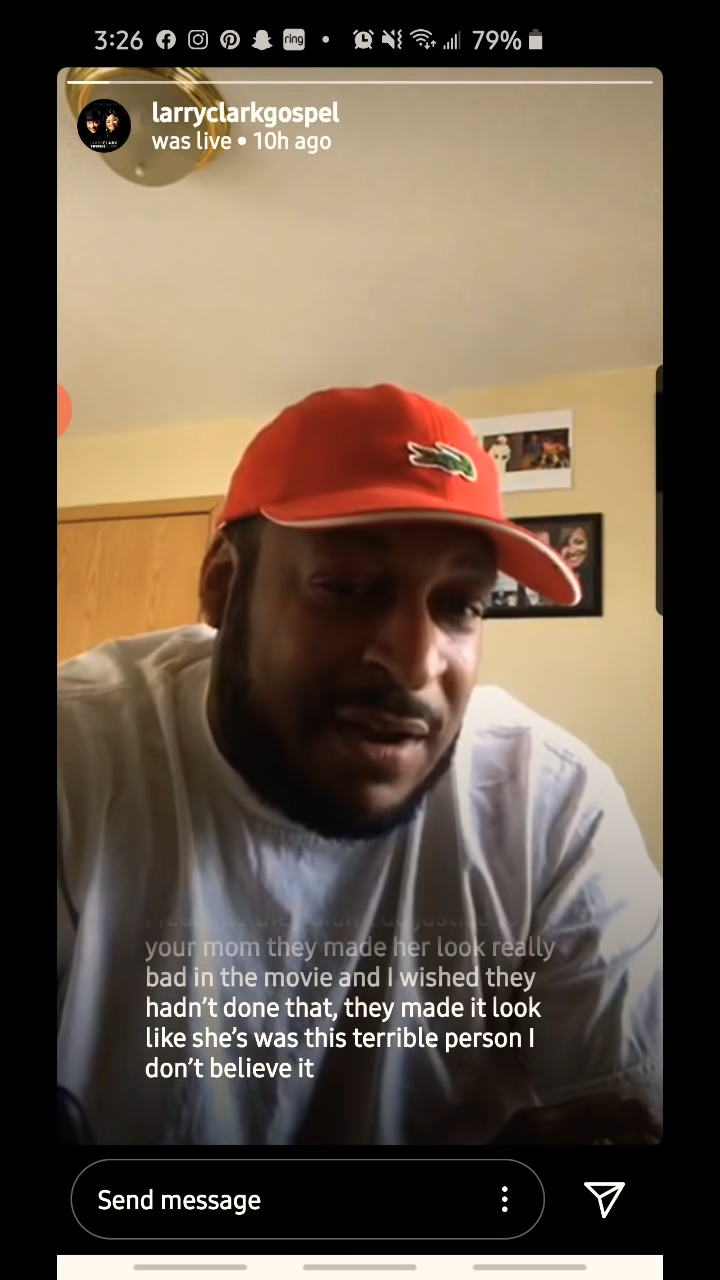 3:26 ring 79%
larryclarkgospel
was live • 10h ago
your mom they made her look really
bad in the movie and I wished they
hadn't done that, they made it look
like she's was this terrible person I
don't believe it
Send message